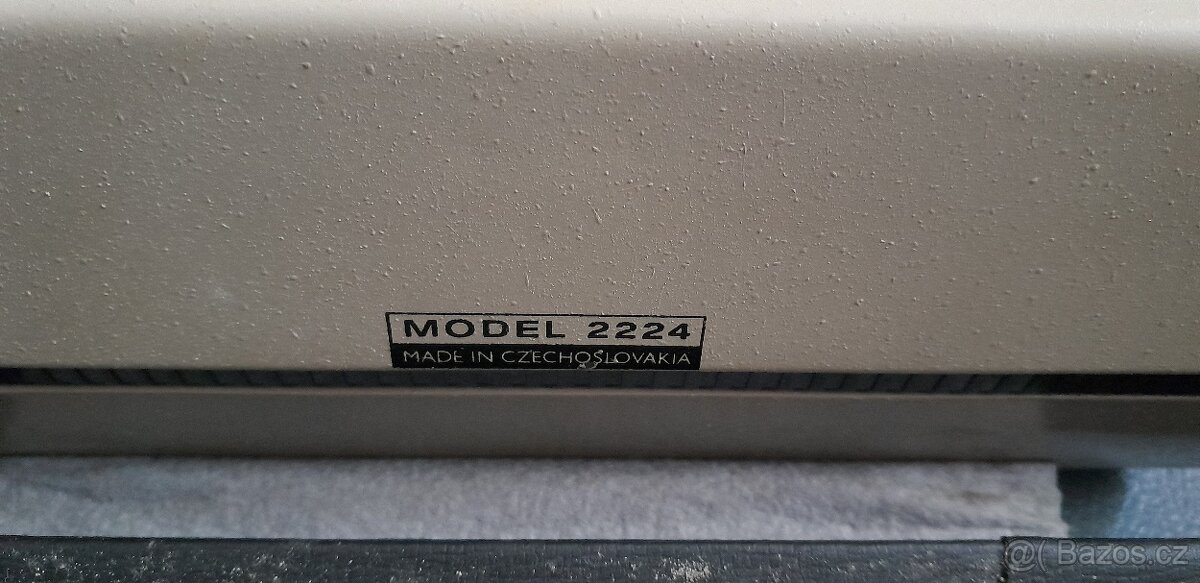 MODEL 2224
MADE IN CZECHOSLOVAKIA
@( Bazos.cz